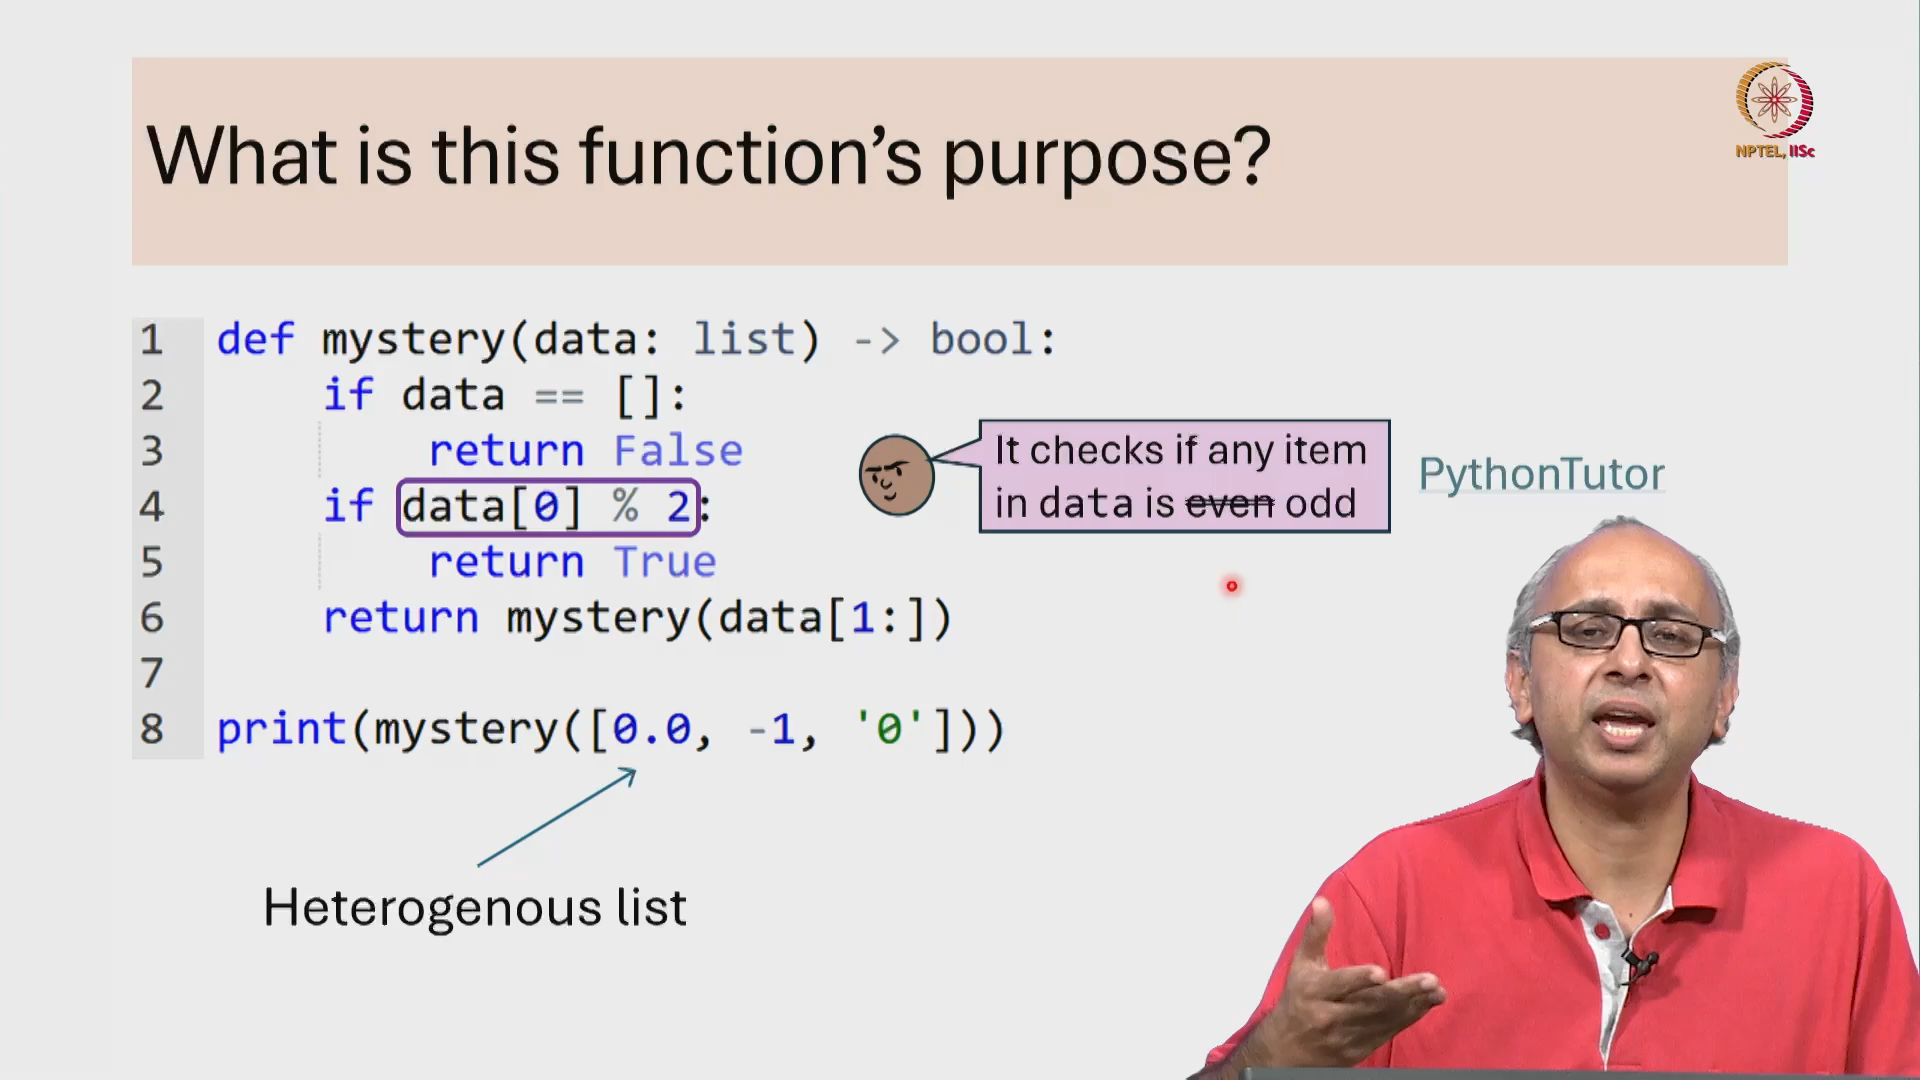 What is this function’s purpose?
NPTEL, IISc
1 def mystery(data: list) -> bool:
2 if data == []:
3 return False
4 if data[0] % 2:
5 return True
6 return mystery(data[1:])
7
8 print(mystery([0.0, -1, '0']))
It checks if any item
in data is even odd
PythonTutor
Heterogenous list